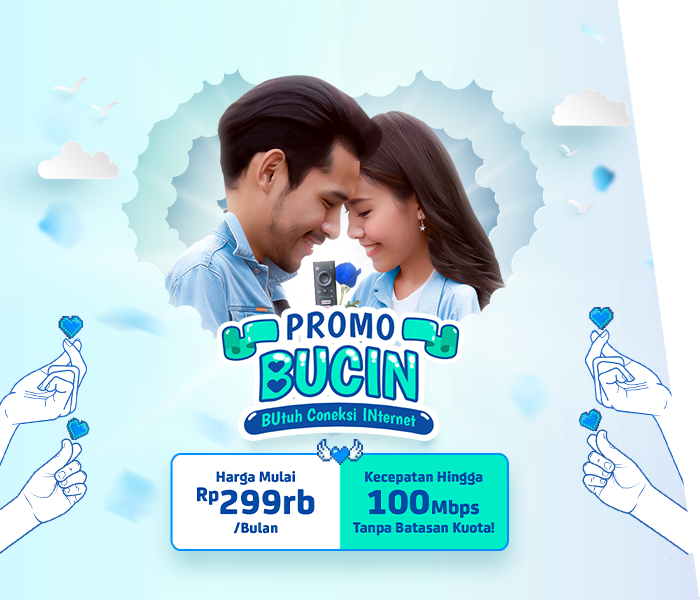 PROMO
BUCIN
BUtuh Coneksi INternet
Harga Mulai
Rp299rb
/Bulan
Kecepatan Hingga
100Mbps
Tanpa Batasan Kuota!